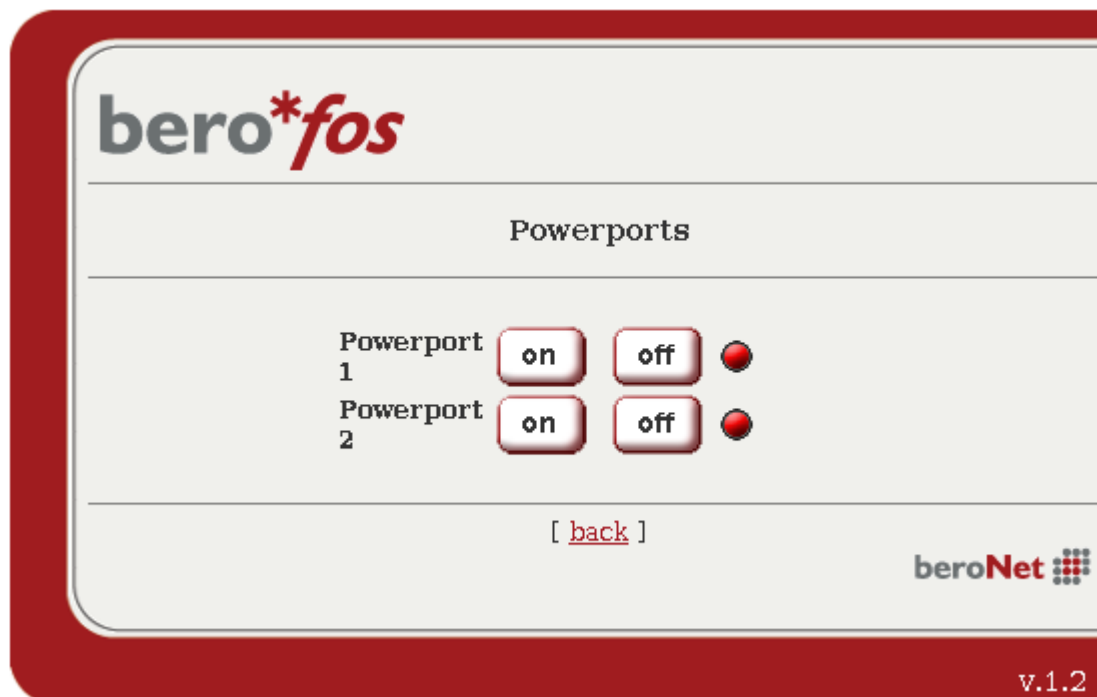 bero*fos
Powerports
Powerport on off
1
Powerport on off
2
[ back ]
beroNet
v.1.2